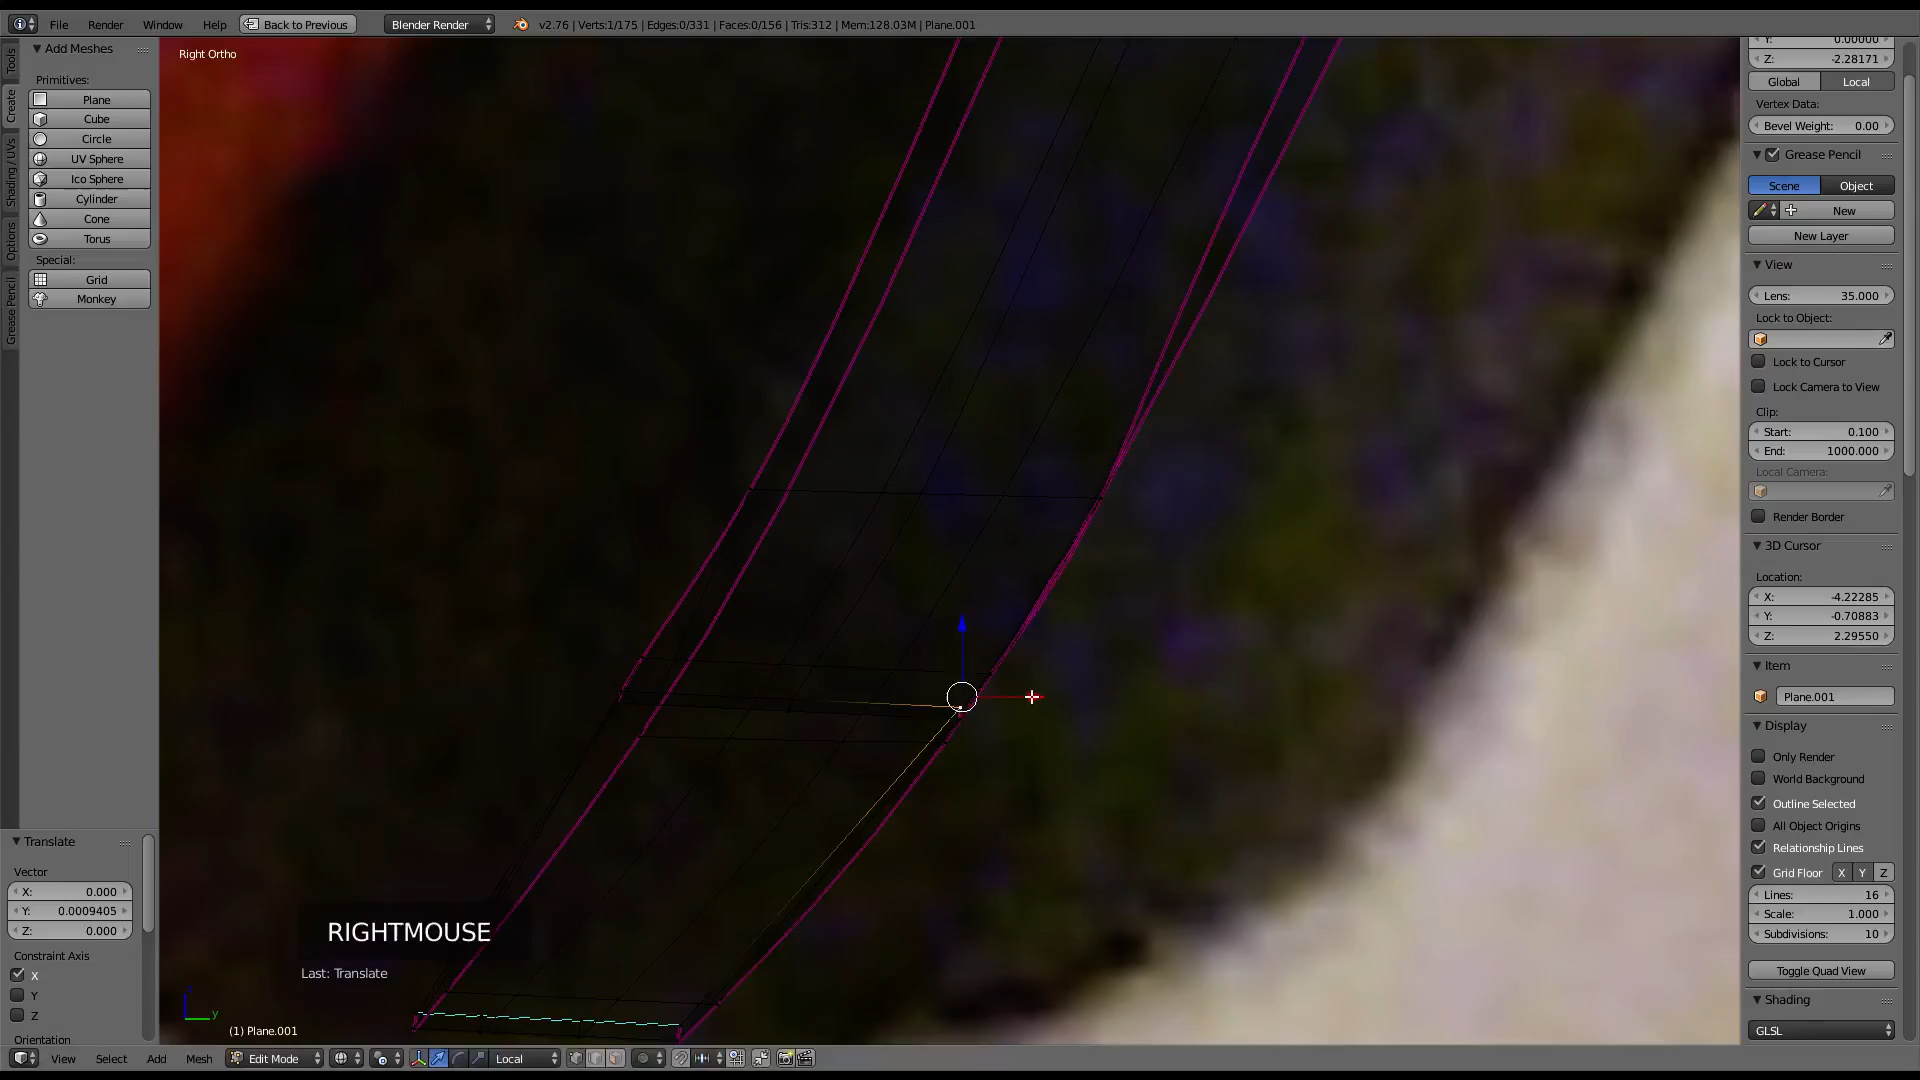 File Render Window Help Back to Previous Blender Render v2.76 | Verts:1/175 | Edges:0/331 | Faces:0/156 | Tris:312 | Mem:128.03M | Plane.001
Tools
Create
Shading / UVs
Options
Grease Pencil
Add Meshes
Primitives:
Plane
Cube
Circle
UV Sphere
Ico Sphere
Cylinder
Cone
Torus
Special:
Grid
Monkey
Translate
Vector
X: 0.000
Y: 0.0009405
Z: 0.000
Constraint Axis
X
Y
Z
Orientation
Right Ortho
RIGHTMOUSE
Last: Translate
z
y
(1) Plane.001
View Select Add Mesh Edit Mode Local
Y: 0.00000
Z: -2.28171
Global Local
Vertex Data:
Bevel Weight: 0.00
Grease Pencil
Scene Object
New
New Layer
View
Lens: 35.000
Lock to Object:
Lock to Cursor
Lock Camera to View
Clip:
Start: 0.100
End: 1000.000
Local Camera:
Render Border
3D Cursor
Location:
X: -4.22285
Y: -0.70883
Z: 2.29550
Item
Plane.001
Display
Only Render
World Background
Outline Selected
All Object Origins
Relationship Lines
Grid Floor X Y Z
Lines: 16
Scale: 1.000
Subdivisions: 10
Toggle Quad View
Shading
GLSL